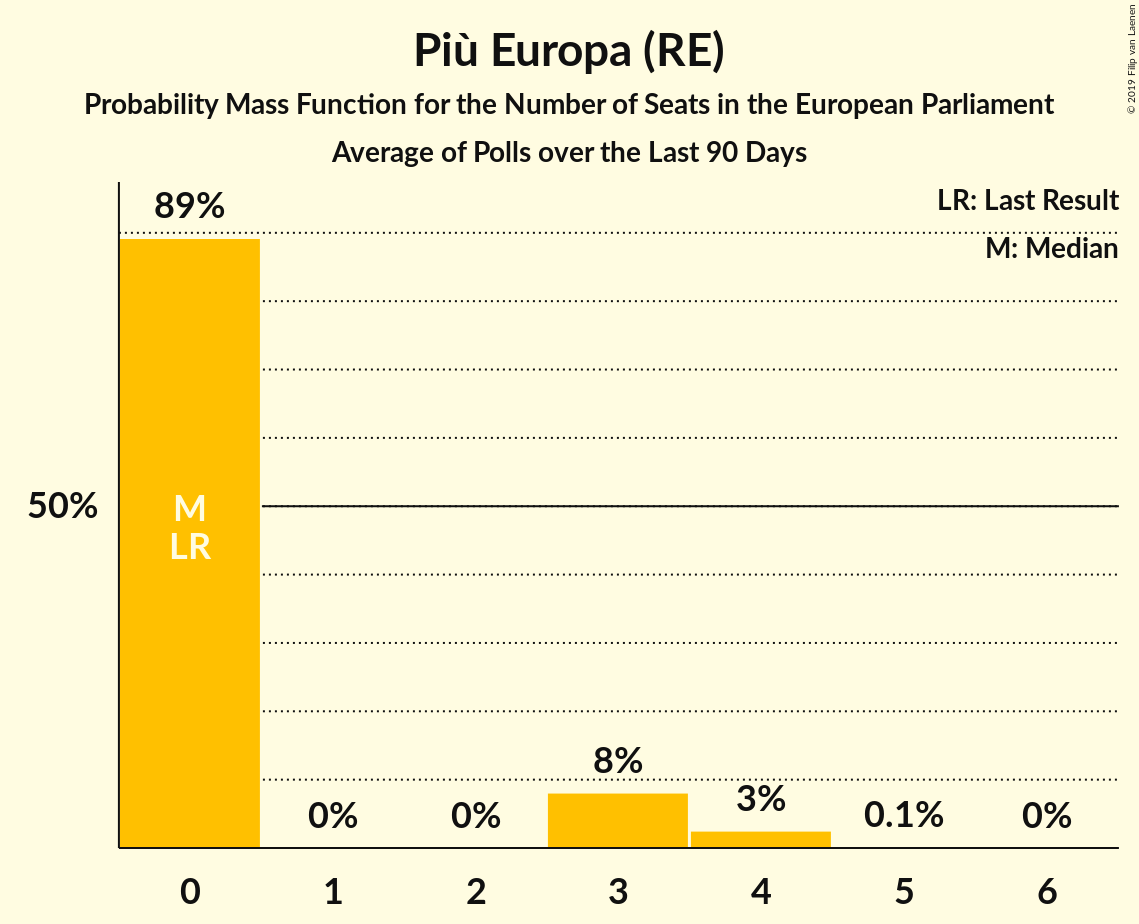 Più Europa (RE)
Probability Mass Function for the Number of Seats in the European Parliament
Average of Polls over the Last 90 Days
© 2019 Filip van Laenen
LR: Last Result
M: Median
89%
50%
M
LR
0%
0%
8%
3%
0.1%
0%
0 1 2 3 4 5 6